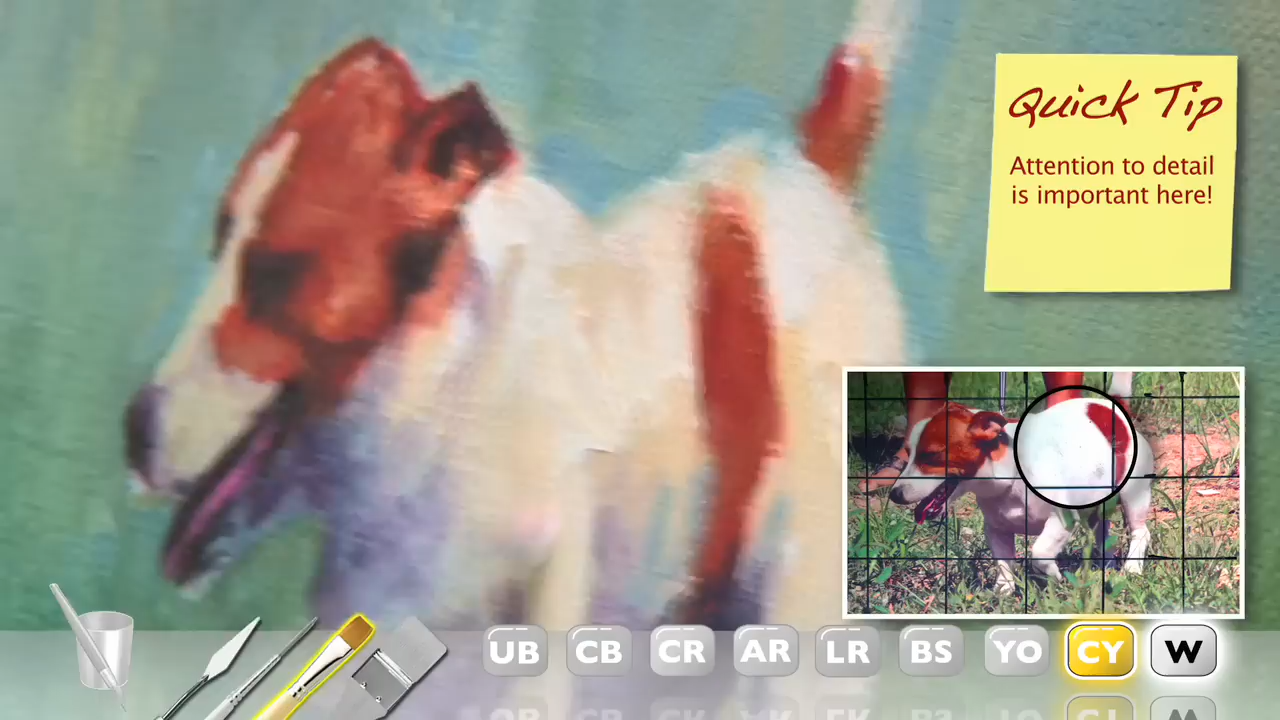 Quick Tip
Attention to detail
is important here!
UB CB CR AR LR BS YO CY W